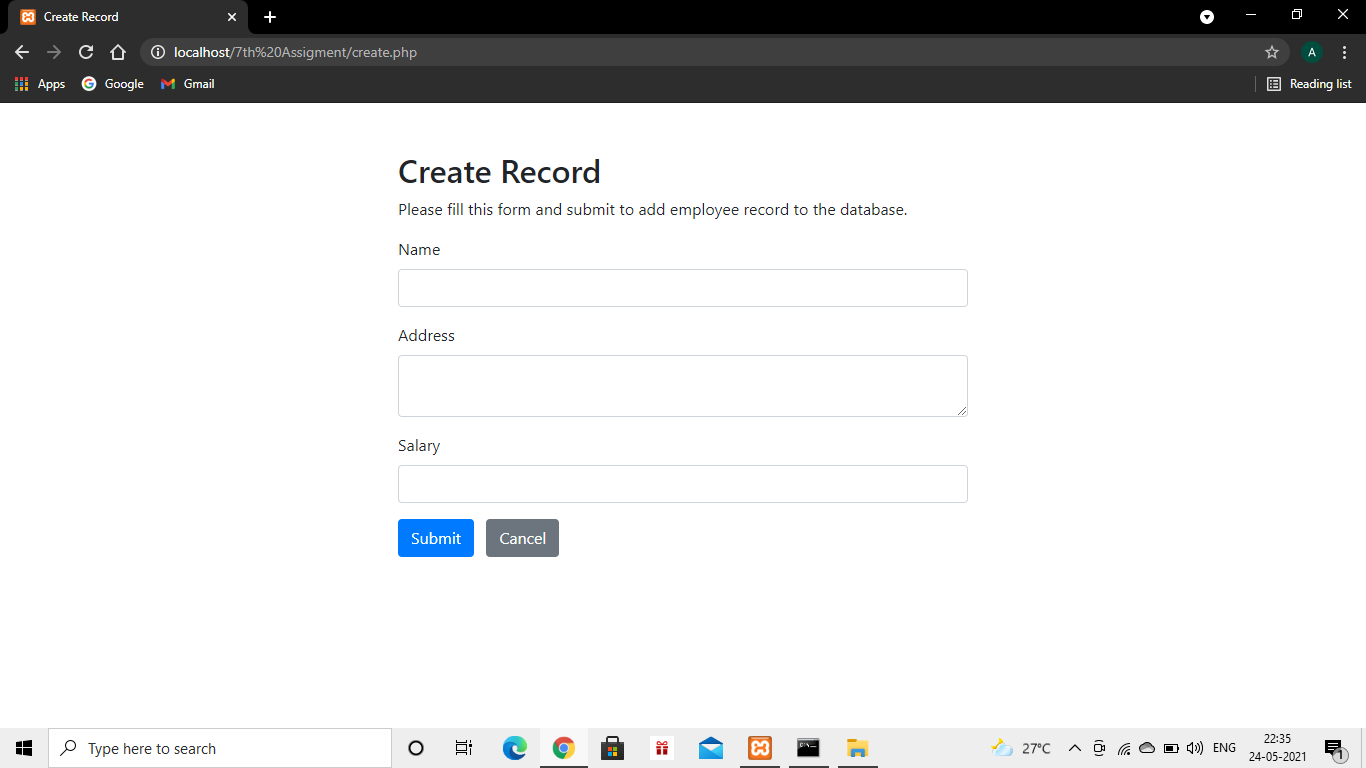 Create Record
localhost/7th%20Assigment/create.php
A
Apps Google Gmail Reading list
Create Record
Please fill this form and submit to add employee record to the database.
Name
Address
Salary
Submit Cancel
Type here to search
27°C ENG
22:35
24-05-2021
1